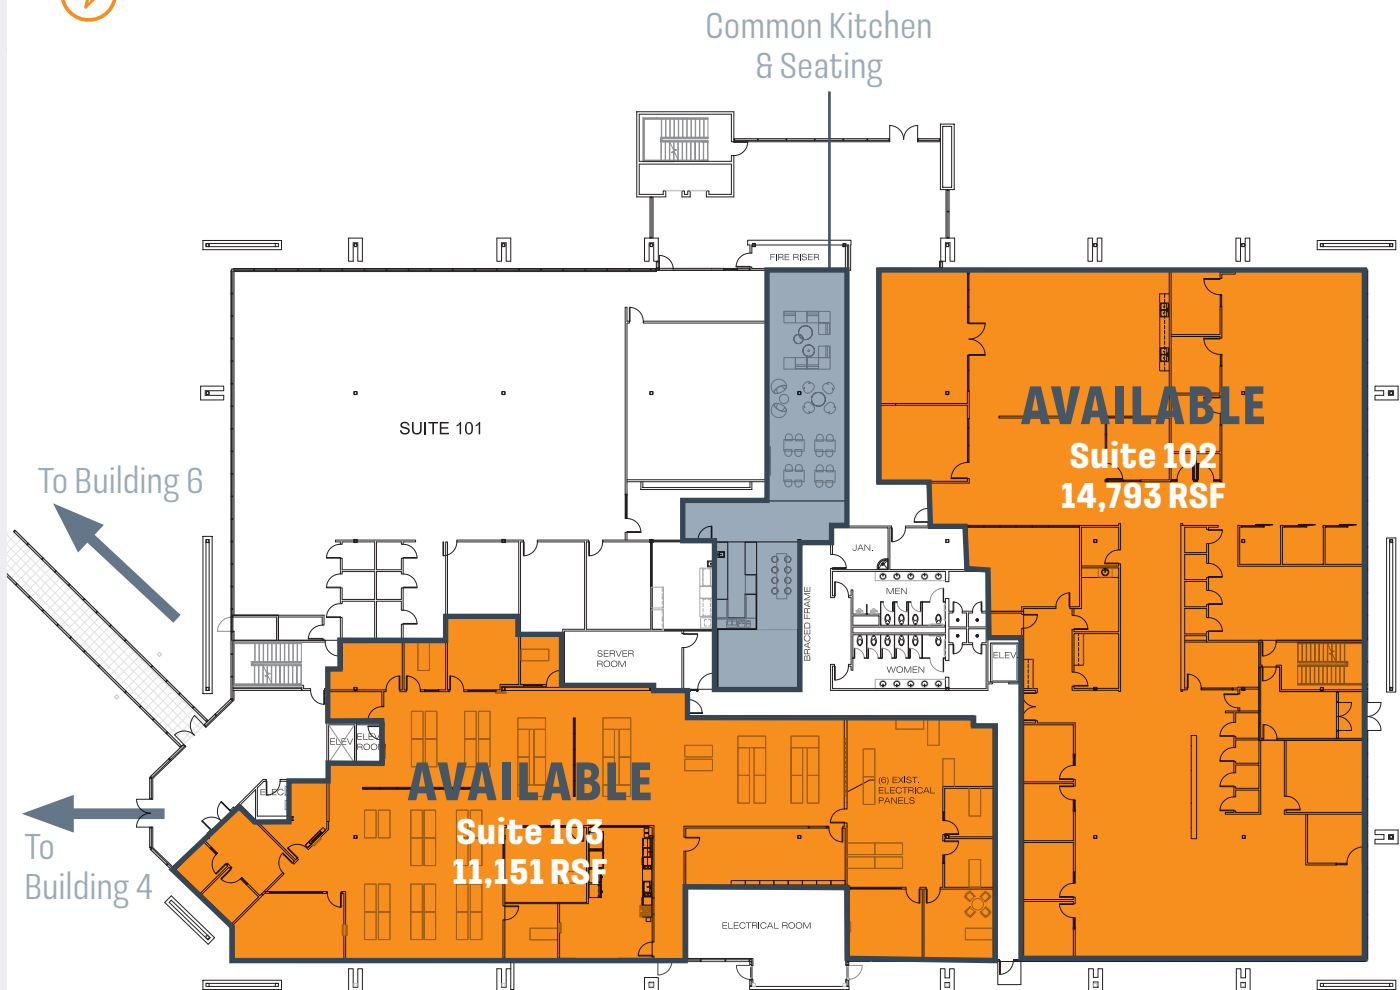 Common Kitchen
& Seating
FIRE RISER
AVAILABLE
Suite 102
14,793 RSF
SUITE 101
To Building 6
JAN.
MEN
BRACED FRAME
WOMEN
ELEV
SERVER
ROOM
ELEV
ELEV
ROOM
(6) EXIST.
ELECTRICAL
PANELS
AVAILABLE
Suite 103
11,151 RSF
ELEC
To
Building 4
ELECTRICAL ROOM